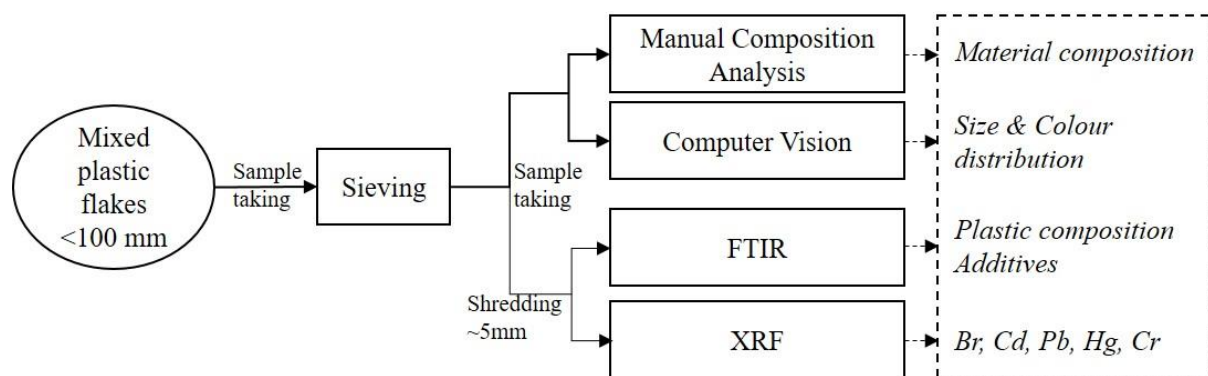 Mixed
plastic
flakes
<100 mm
Sample
taking
Sieving
Sample
taking
Shredding
~5mm
Manual Composition
Analysis
Computer Vision
FTIR
XRF
Material composition
Size & Colour
distribution
Plastic composition
Additives
Br, Cd, Pb, Hg, Cr